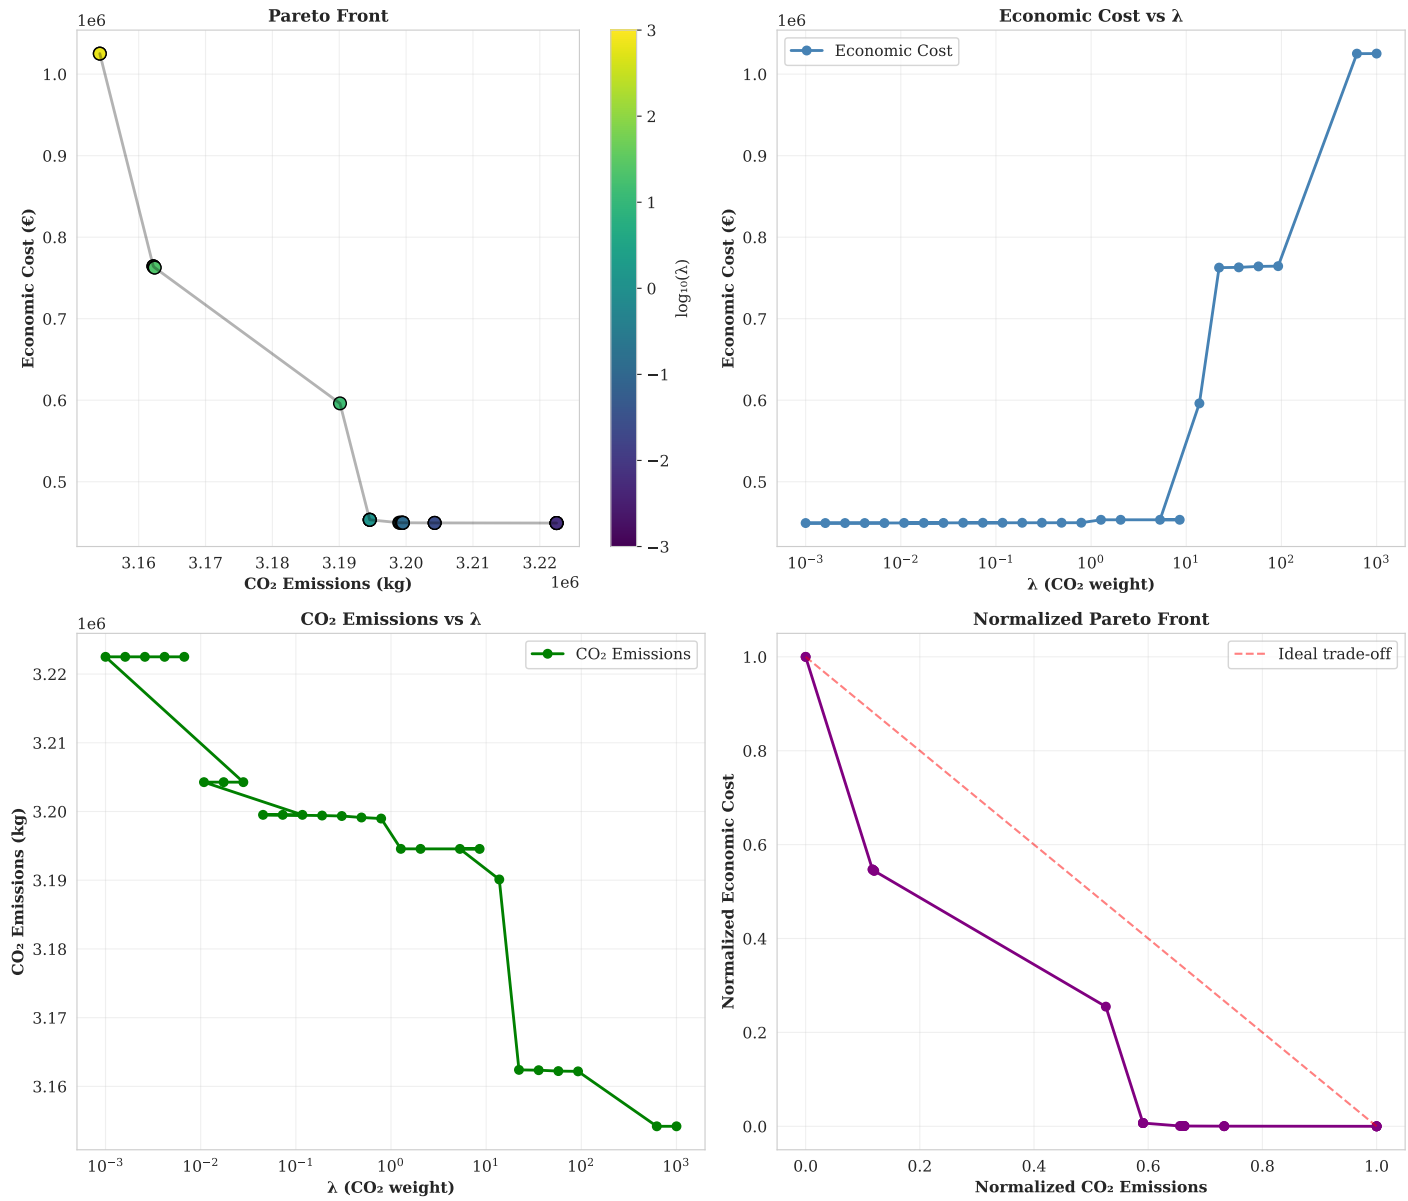 Pareto Front
1e6
1.0
0.9
0.8
0.7
0.6
0.5
Economic Cost (€)
3.16
3.17
3.18
3.19
3.20
3.21
3.22
1e6
CO₂ Emissions (kg)
3
2
1
0
−1
−2
−3
log₁₀(λ)
Economic Cost vs λ
1e6
Economic Cost
1.0
0.9
0.8
0.7
0.6
0.5
Economic Cost (€)
10⁻³
10⁻²
10⁻¹
10⁰
10¹
10²
10³
λ (CO₂ weight)
CO₂ Emissions vs λ
1e6
CO₂ Emissions
3.22
3.21
3.20
3.19
3.18
3.17
3.16
CO₂ Emissions (kg)
10⁻³
10⁻²
10⁻¹
10⁰
10¹
10²
10³
λ (CO₂ weight)
Normalized Pareto Front
Ideal trade-off
1.0
0.8
0.6
0.4
0.2
0.0
Normalized Economic Cost
0.0
0.2
0.4
0.6
0.8
1.0
Normalized CO₂ Emissions